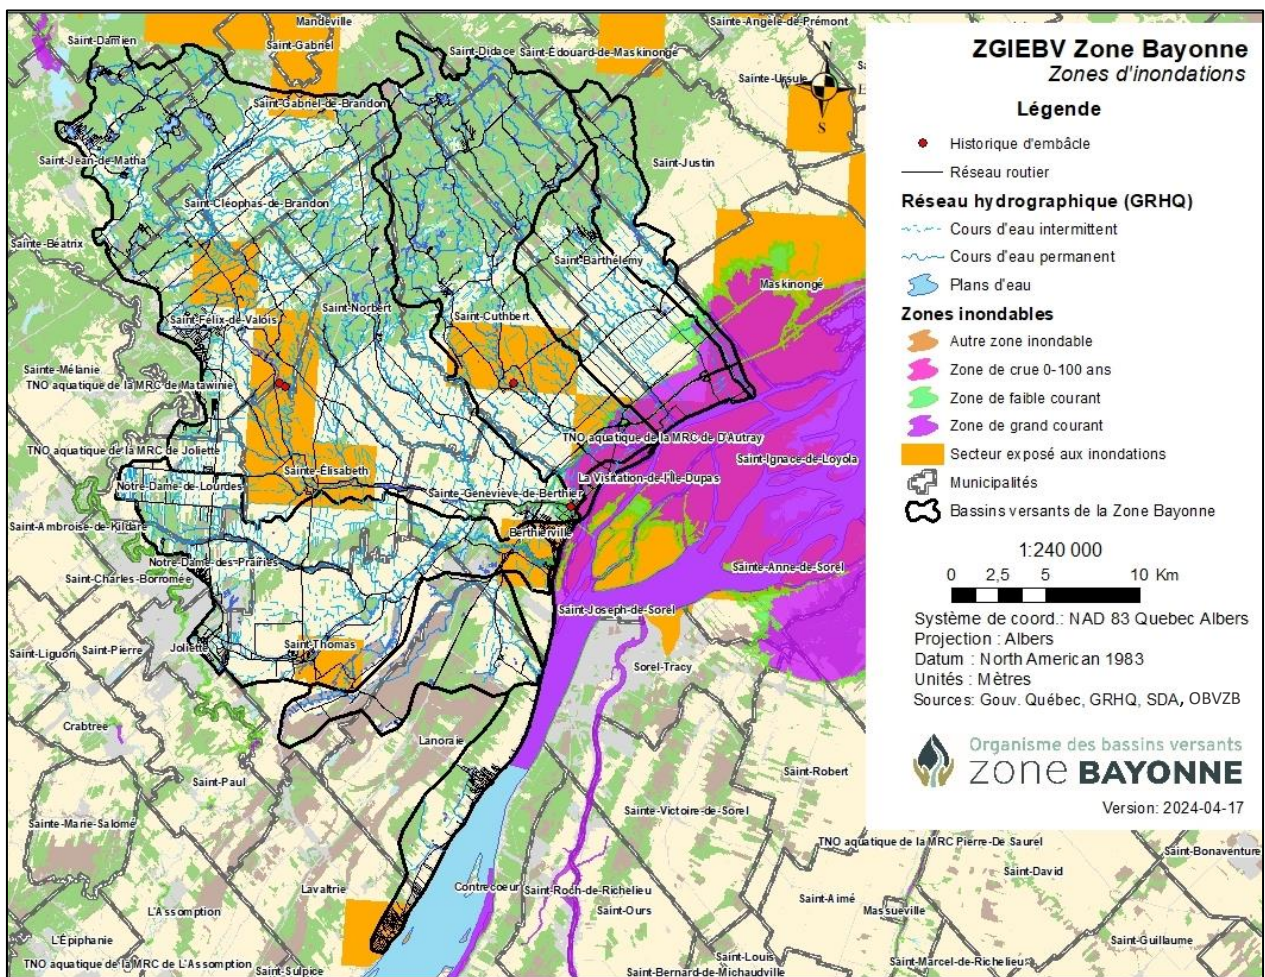 Mandeville
Sainte-Angèle-de-Prémont
Saint-Damien
Saint-Gabriel
Saint-Didace
Saint-Édouard-de-Maskinongé
Sainte-Ursule
N
E
S
Saint-Gabriel-de-Brandon
Saint-Jean-de-Matha
Saint-Justin
Saint-Cléophas-de-Brandon
Sainte-Béatrix
Saint-Barthélemy
Maskinongé
Saint-Norbert
Saint-Cuthbert
Saint-Félix-de-Valois
Sainte-Mélanie
TNO aquatique de la MRC de Matawinie
TNO aquatique de la MRC de D'Autray
TNO aquatique de la MRC de Joliette
Saint-Ignace-de-Loyola
Sainte-Élisabeth
La Visitation-de-l'Île-Dupas
Notre-Dame-de-Lourdes
Sainte-Geneviève-de-Berthier
Saint-Ambroise-de-Kildare
Berthierville
Notre-Dame-des-Prairies
Sainte-Anne-de-Sorel
Saint-Charles-Borromée
Saint-Joseph-de-Sorel
Saint-Thomas
Saint-Liguori
Saint-Pierre
Joliette
Sorel-Tracy
Crabtree
Lanoraie
Saint-Paul
Saint-Robert
Sainte-Marie-Salomé
Sainte-Victoire-de-Sorel
TNO aquatique de la MRC Pierre-De Saurel
Saint-Bonaventure
Saint-David
Lavaltrie
Contrecoeur
Saint-Roch-de-Richelieu
Saint-Aimé
Massueville
L'Assomption
Saint-Ours
L'Épiphanie
Saint-Guillaume
TNO aquatique de la MRC de L'Assomption
Saint-Sulpice
Saint-Louis
Saint-Bernard-de-Michaudville
Saint-Marcel-de-Richelieu
ZGIEBV Zone Bayonne
Zones d'inondations
Légende
Historique d'embâcle
Réseau routier
Réseau hydrographique (GRHQ)
Cours d'eau intermittent
Cours d'eau permanent
Plans d'eau
Zones inondables
Autre zone inondable
Zone de crue 0-100 ans
Zone de faible courant
Zone de grand courant
Secteur exposé aux inondations
Municipalités
Bassins versants de la Zone Bayonne
1:240 000
0 2,5 5 10 Km
Système de coord.: NAD 83 Quebec Albers
Projection : Albers
Datum : North American 1983
Unités : Mètres
Sources: Gouv. Québec, GRHQ, SDA, OBVZB
Organisme des bassins versants
zone BAYONNE
Version: 2024-04-17